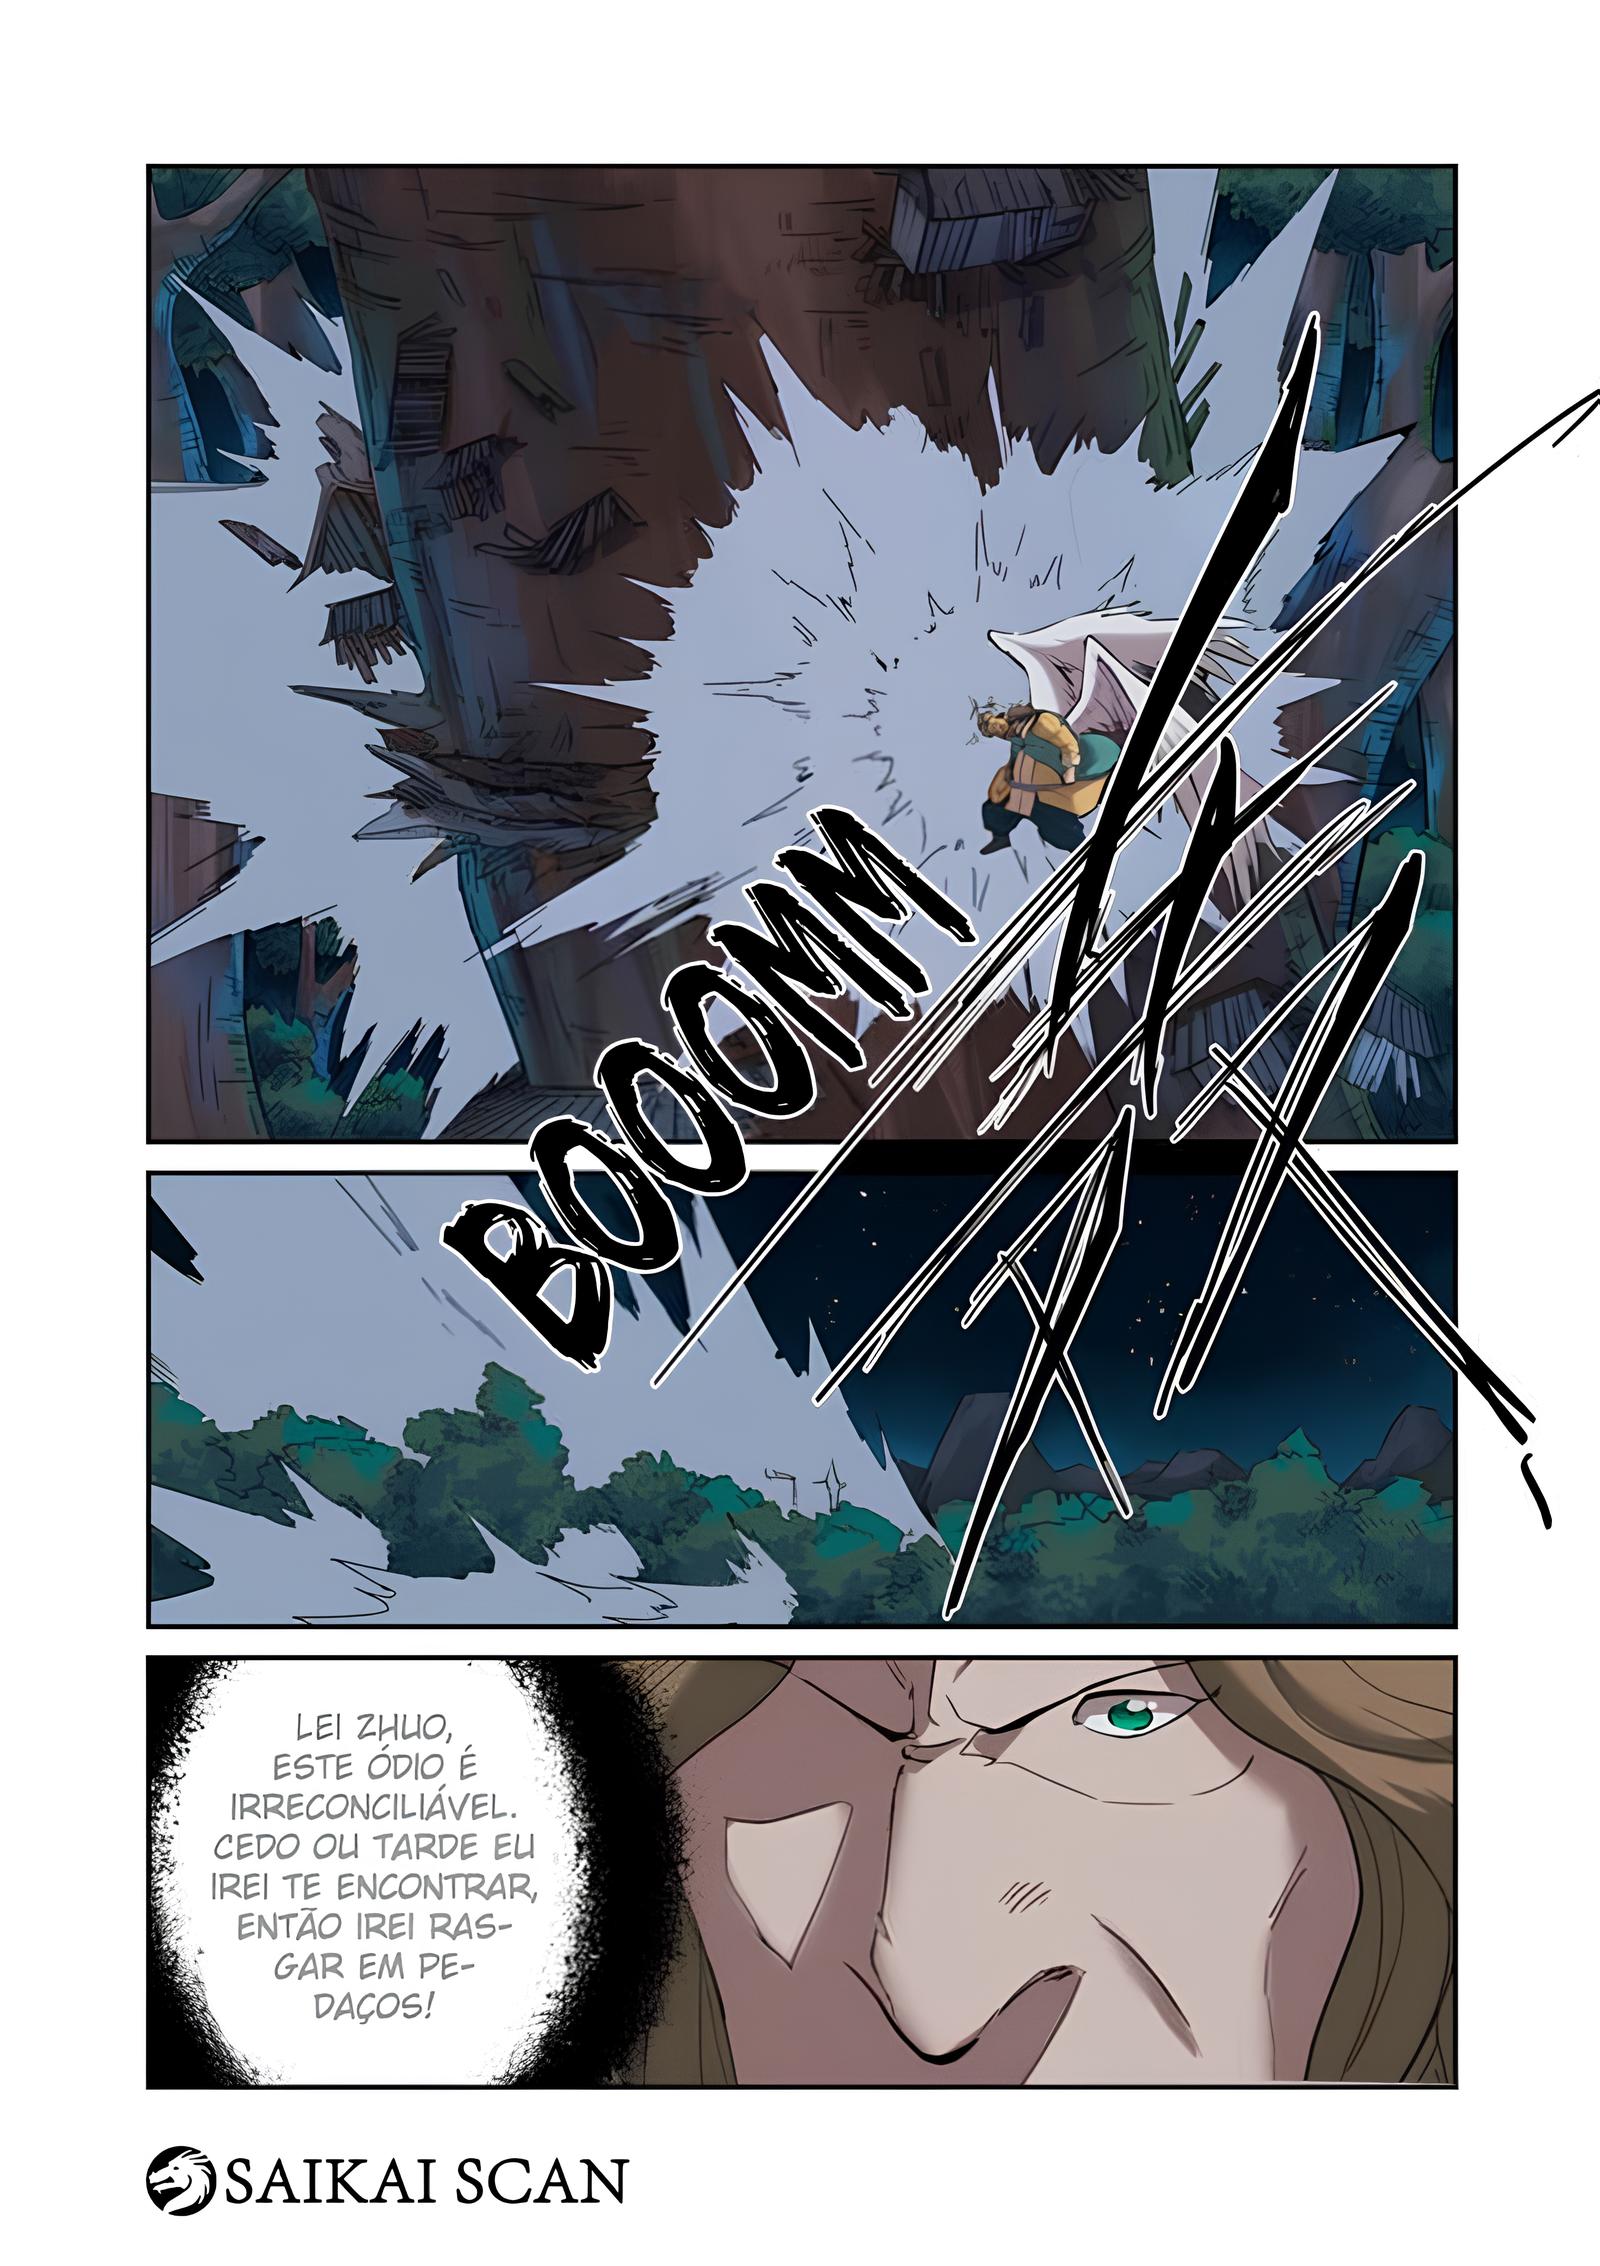 BOOOMM
LEI ZHUO,
ESTE ÓDIO É
IRRECONCILIÁVEL.
CEDO OU TARDE EU
IREI TE ENCONTRAR,
ENTÃO IREI RAS-
GAR EM PE-
DAÇOS!
SAIKAI SCAN